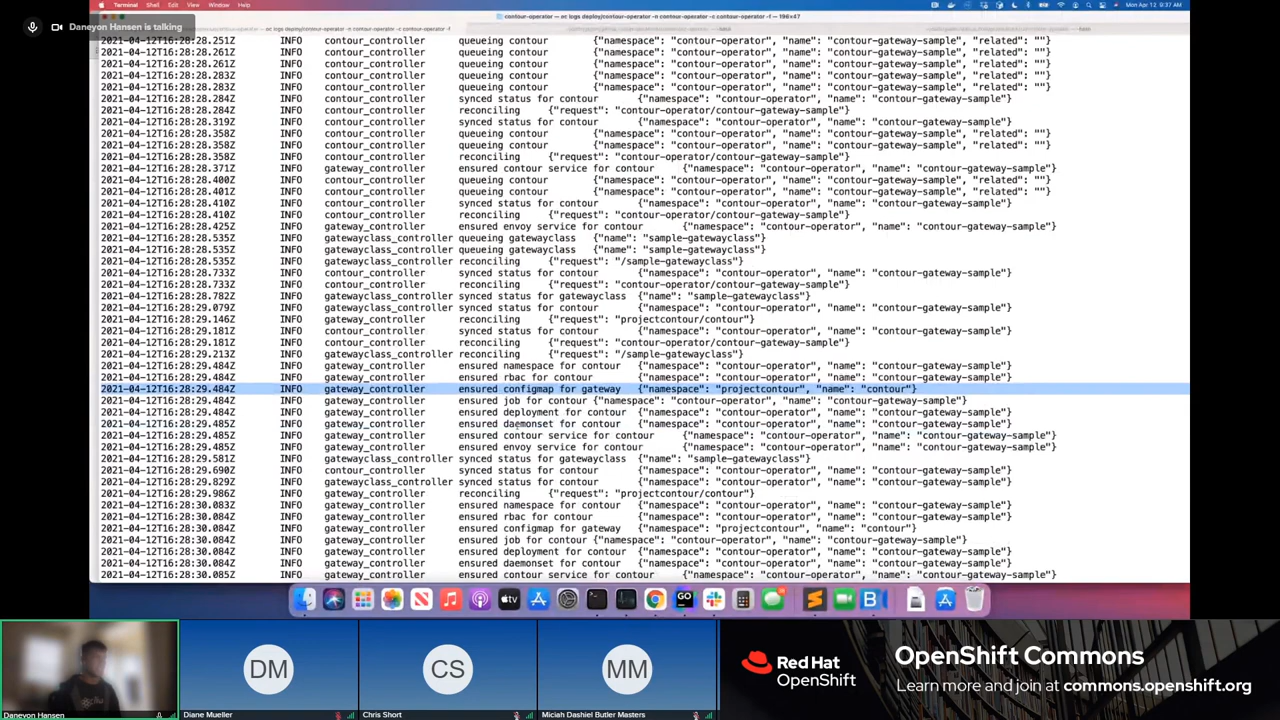 Terminal Shell Edit View Window Help Mon Apr 12 9:37 AM
Daneyon Hansen is talking
contour-operator — oc logs deploy/contour-operator -n contour-operator -c contour-operator -f — 196×47
2021-04-12T16:28:28.251Z INFO contour_controller queueing contour {"namespace": "contour-operator", "name": "contour-gateway-sample", "related": ""}
2021-04-12T16:28:28.261Z INFO contour_controller queueing contour {"namespace": "contour-operator", "name": "contour-gateway-sample", "related": ""}
2021-04-12T16:28:28.261Z INFO contour_controller queueing contour {"namespace": "contour-operator", "name": "contour-gateway-sample", "related": ""}
2021-04-12T16:28:28.283Z INFO contour_controller queueing contour {"namespace": "contour-operator", "name": "contour-gateway-sample", "related": ""}
2021-04-12T16:28:28.283Z INFO contour_controller queueing contour {"namespace": "contour-operator", "name": "contour-gateway-sample", "related": ""}
2021-04-12T16:28:28.284Z INFO contour_controller synced status for contour {"namespace": "contour-operator", "name": "contour-gateway-sample"}
2021-04-12T16:28:28.284Z INFO contour_controller reconciling {"request": "contour-operator/contour-gateway-sample"}
2021-04-12T16:28:28.319Z INFO contour_controller synced status for contour {"namespace": "contour-operator", "name": "contour-gateway-sample"}
2021-04-12T16:28:28.358Z INFO contour_controller queueing contour {"namespace": "contour-operator", "name": "contour-gateway-sample", "related": ""}
2021-04-12T16:28:28.358Z INFO contour_controller queueing contour {"namespace": "contour-operator", "name": "contour-gateway-sample", "related": ""}
2021-04-12T16:28:28.358Z INFO contour_controller reconciling {"request": "contour-operator/contour-gateway-sample"}
2021-04-12T16:28:28.371Z INFO gateway_controller ensured contour service for contour {"namespace": "contour-operator", "name": "contour-gateway-sample"}
2021-04-12T16:28:28.400Z INFO contour_controller queueing contour {"namespace": "contour-operator", "name": "contour-gateway-sample", "related": ""}
2021-04-12T16:28:28.401Z INFO contour_controller queueing contour {"namespace": "contour-operator", "name": "contour-gateway-sample", "related": ""}
2021-04-12T16:28:28.410Z INFO contour_controller synced status for contour {"namespace": "contour-operator", "name": "contour-gateway-sample"}
2021-04-12T16:28:28.410Z INFO contour_controller reconciling {"request": "contour-operator/contour-gateway-sample"}
2021-04-12T16:28:28.425Z INFO gateway_controller ensured envoy service for contour {"namespace": "contour-operator", "name": "contour-gateway-sample"}
2021-04-12T16:28:28.535Z INFO gatewayclass_controller queueing gatewayclass {"name": "sample-gatewayclass"}
2021-04-12T16:28:28.535Z INFO gatewayclass_controller queueing gatewayclass {"name": "sample-gatewayclass"}
2021-04-12T16:28:28.535Z INFO gatewayclass_controller reconciling {"request": "/sample-gatewayclass"}
2021-04-12T16:28:28.733Z INFO contour_controller synced status for contour {"namespace": "contour-operator", "name": "contour-gateway-sample"}
2021-04-12T16:28:28.733Z INFO contour_controller reconciling {"request": "contour-operator/contour-gateway-sample"}
2021-04-12T16:28:28.782Z INFO gatewayclass_controller synced status for gatewayclass {"name": "sample-gatewayclass"}
2021-04-12T16:28:29.079Z INFO contour_controller synced status for contour {"namespace": "contour-operator", "name": "contour-gateway-sample"}
2021-04-12T16:28:29.146Z INFO gateway_controller reconciling {"request": "projectcontour/contour"}
2021-04-12T16:28:29.181Z INFO contour_controller synced status for contour {"namespace": "contour-operator", "name": "contour-gateway-sample"}
2021-04-12T16:28:29.181Z INFO contour_controller reconciling {"request": "contour-operator/contour-gateway-sample"}
2021-04-12T16:28:29.213Z INFO gatewayclass_controller reconciling {"request": "/sample-gatewayclass"}
2021-04-12T16:28:29.484Z INFO gateway_controller ensured namespace for contour {"namespace": "contour-operator", "name": "contour-gateway-sample"}
2021-04-12T16:28:29.484Z INFO gateway_controller ensured rbac for contour {"namespace": "contour-operator", "name": "contour-gateway-sample"}
2021-04-12T16:28:29.484Z INFO gateway_controller ensured configmap for gateway {"namespace": "projectcontour", "name": "contour"}
2021-04-12T16:28:29.484Z INFO gateway_controller ensured job for contour {"namespace": "contour-operator", "name": "contour-gateway-sample"}
2021-04-12T16:28:29.484Z INFO gateway_controller ensured deployment for contour {"namespace": "contour-operator", "name": "contour-gateway-sample"}
2021-04-12T16:28:29.485Z INFO gateway_controller ensured daemonset for contour {"namespace": "contour-operator", "name": "contour-gateway-sample"}
2021-04-12T16:28:29.485Z INFO gateway_controller ensured contour service for contour {"namespace": "contour-operator", "name": "contour-gateway-sample"}
2021-04-12T16:28:29.485Z INFO gateway_controller ensured envoy service for contour {"namespace": "contour-operator", "name": "contour-gateway-sample"}
2021-04-12T16:28:29.581Z INFO gatewayclass_controller synced status for gatewayclass {"name": "sample-gatewayclass"}
2021-04-12T16:28:29.690Z INFO contour_controller synced status for contour {"namespace": "contour-operator", "name": "contour-gateway-sample"}
2021-04-12T16:28:29.829Z INFO contour_controller synced status for contour {"namespace": "contour-operator", "name": "contour-gateway-sample"}
2021-04-12T16:28:29.986Z INFO gateway_controller reconciling {"request": "projectcontour/contour"}
2021-04-12T16:28:30.083Z INFO gateway_controller ensured namespace for contour {"namespace": "contour-operator", "name": "contour-gateway-sample"}
2021-04-12T16:28:30.084Z INFO gateway_controller ensured rbac for contour {"namespace": "contour-operator", "name": "contour-gateway-sample"}
2021-04-12T16:28:30.084Z INFO gateway_controller ensured configmap for gateway {"namespace": "projectcontour", "name": "contour"}
2021-04-12T16:28:30.084Z INFO gateway_controller ensured job for contour {"namespace": "contour-operator", "name": "contour-gateway-sample"}
2021-04-12T16:28:30.084Z INFO gateway_controller ensured deployment for contour {"namespace": "contour-operator", "name": "contour-gateway-sample"}
2021-04-12T16:28:30.084Z INFO gateway_controller ensured daemonset for contour {"namespace": "contour-operator", "name": "contour-gateway-sample"}
2021-04-12T16:28:30.085Z INFO gateway_controller ensured contour service for contour {"namespace": "contour-operator", "name": "contour-gateway-sample"}
tv
GO
DM
CS
MM
Daneyon Hansen
Diane Mueller
Chris Short
Miciah Dashiel Butler Masters
Red Hat
OpenShift
OpenShift Commons
Learn more and join at commons.openshift.org